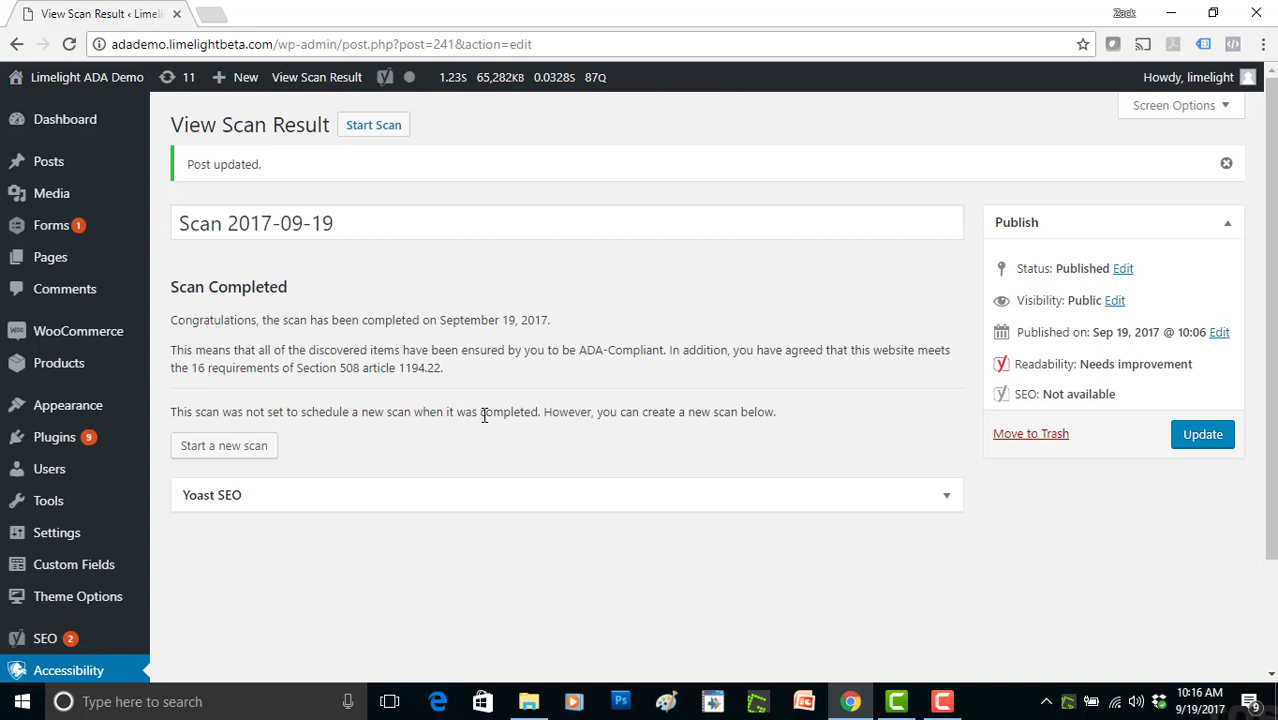 View Scan Result ‹ Limeli
Zack
adademo.limelightbeta.com/wp-admin/post.php?post=241&action=edit
Limelight ADA Demo
11
New
View Scan Result
1.23S
65,282KB
0.0328S
87Q
Howdy, limelight
Screen Options
Dashboard
Posts
Media
Forms 1
Pages
Comments
WooCommerce
Products
Appearance
Plugins 9
Users
Tools
Settings
Custom Fields
Theme Options
SEO 2
Accessibility
View Scan Result
Start Scan
Post updated.
Scan 2017-09-19
Scan Completed
Congratulations, the scan has been completed on September 19, 2017.
This means that all of the discovered items have been ensured by you to be ADA-Compliant. In addition, you have agreed that this website meets
the 16 requirements of Section 508 article 1194.22.
This scan was not set to schedule a new scan when it was completed. However, you can create a new scan below.
Start a new scan
Yoast SEO
Publish
Status: Published Edit
Visibility: Public Edit
Published on: Sep 19, 2017 @ 10:06 Edit
Readability: Needs improvement
SEO: Not available
Move to Trash
Update
Type here to search
10:16 AM
9/19/2017